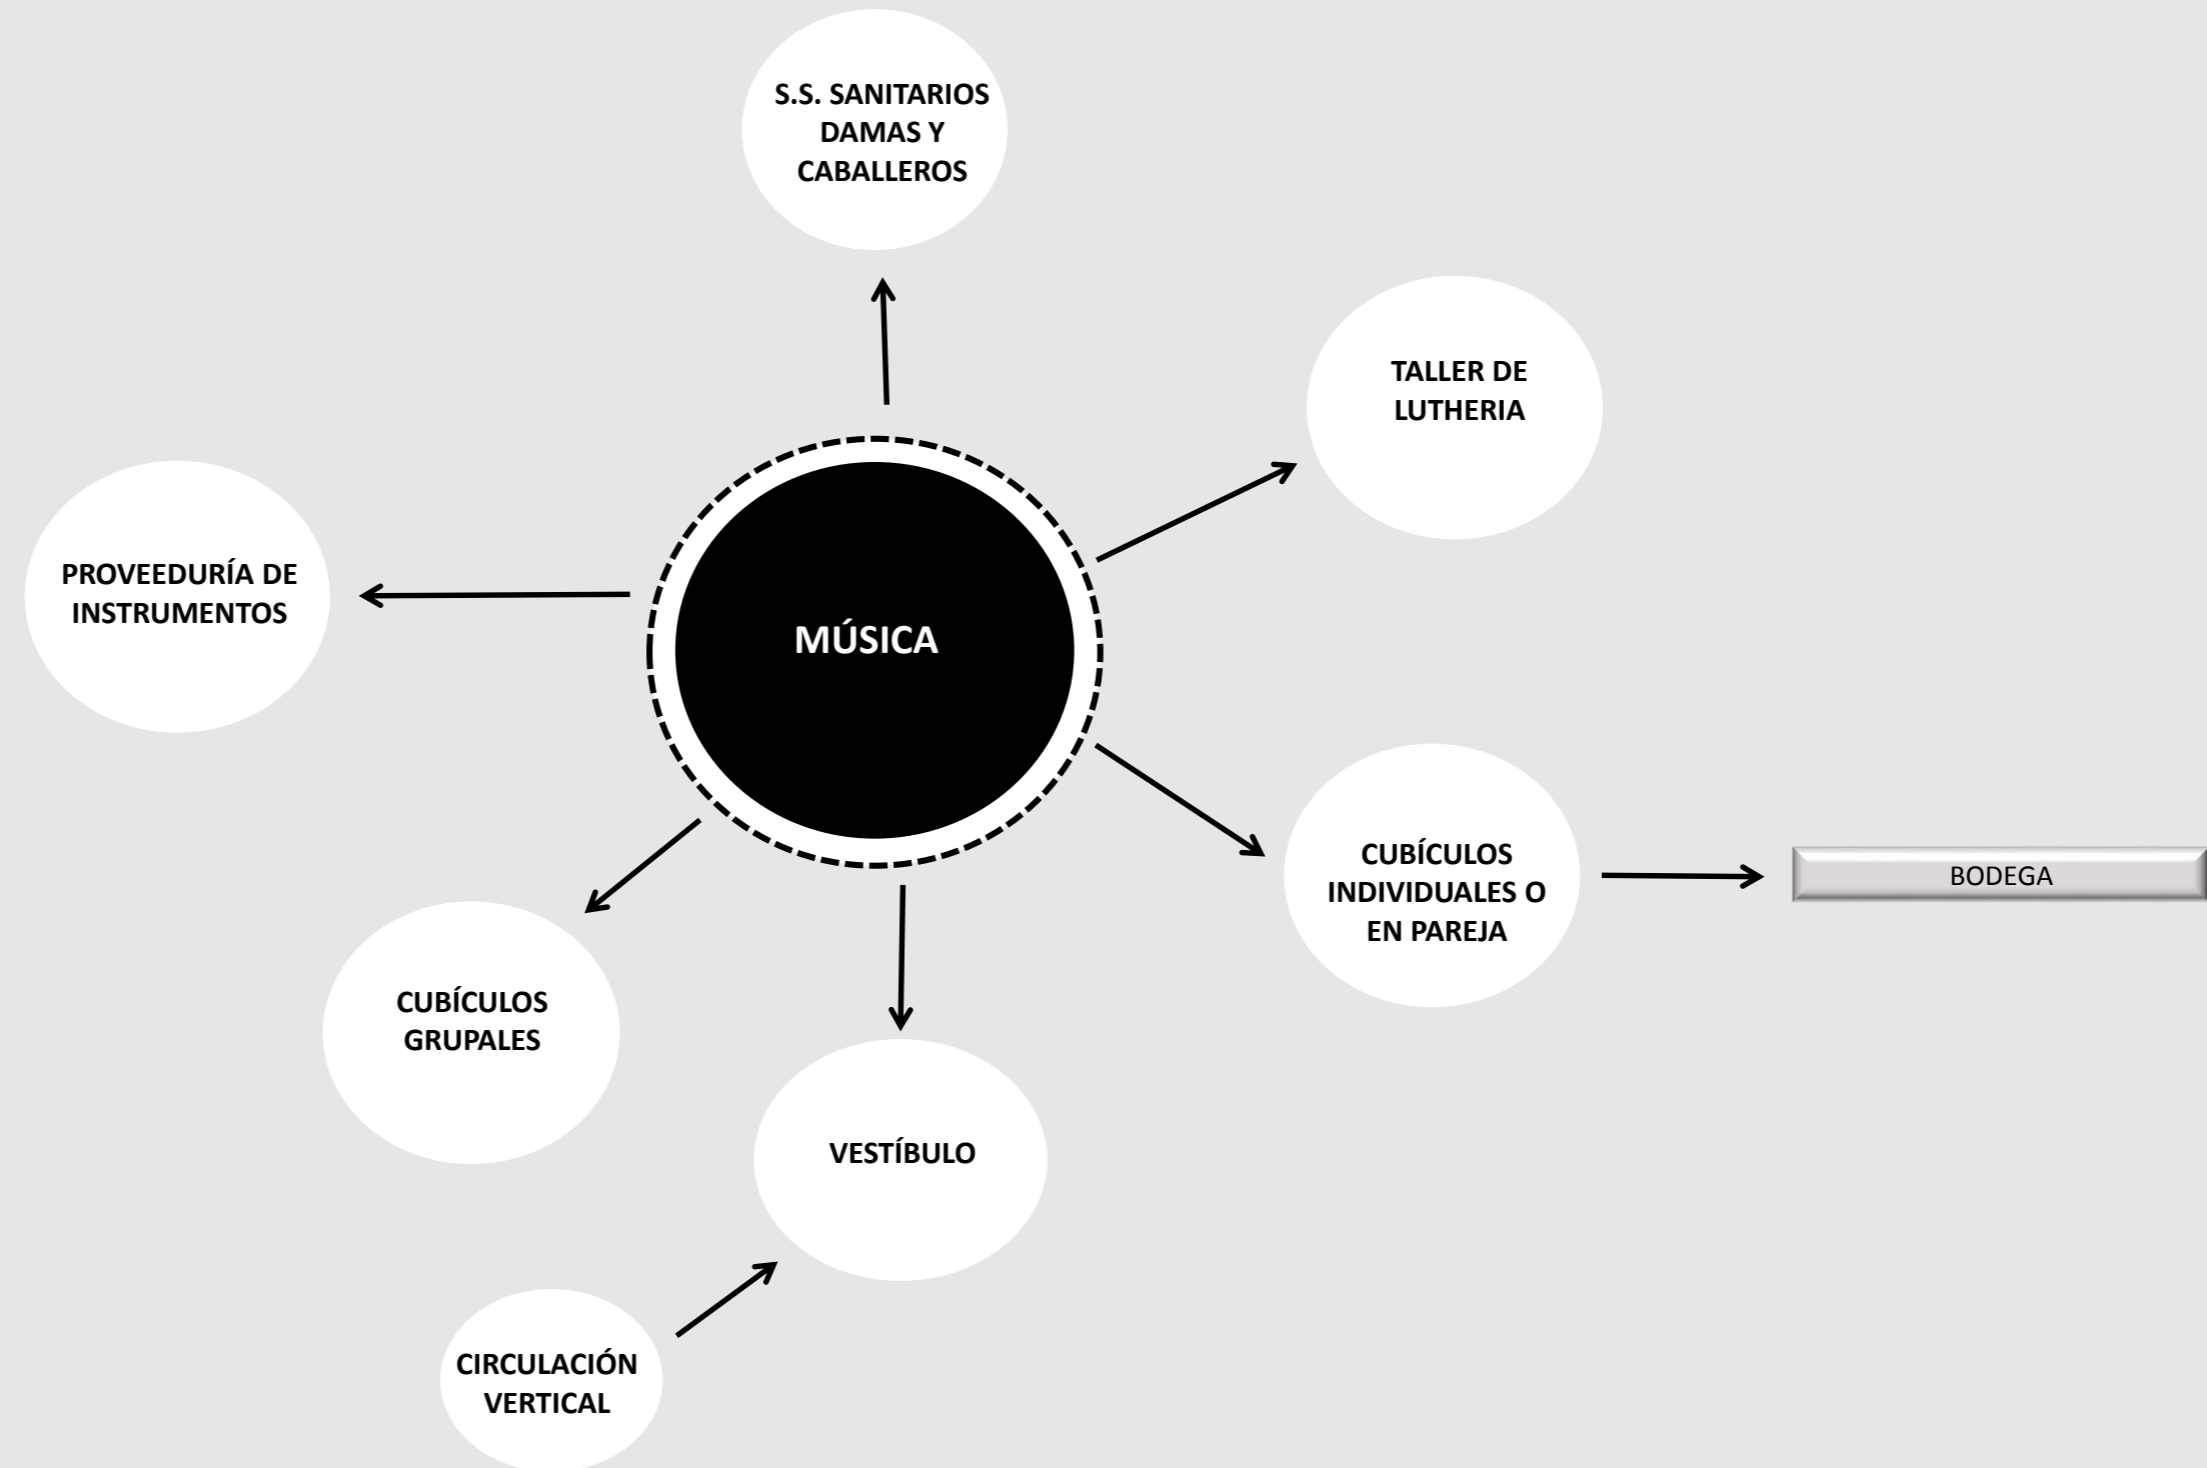 S.S. SANITARIOS
DAMAS Y
CABALLEROS
TALLER DE
LUTHERIA
PROVEEDURÍA DE
INSTRUMENTOS
MÚSICA
CUBÍCULOS
INDIVIDUALES O
EN PAREJA
BODEGA
CUBÍCULOS
GRUPALES
VESTÍBULO
CIRCULACIÓN
VERTICAL